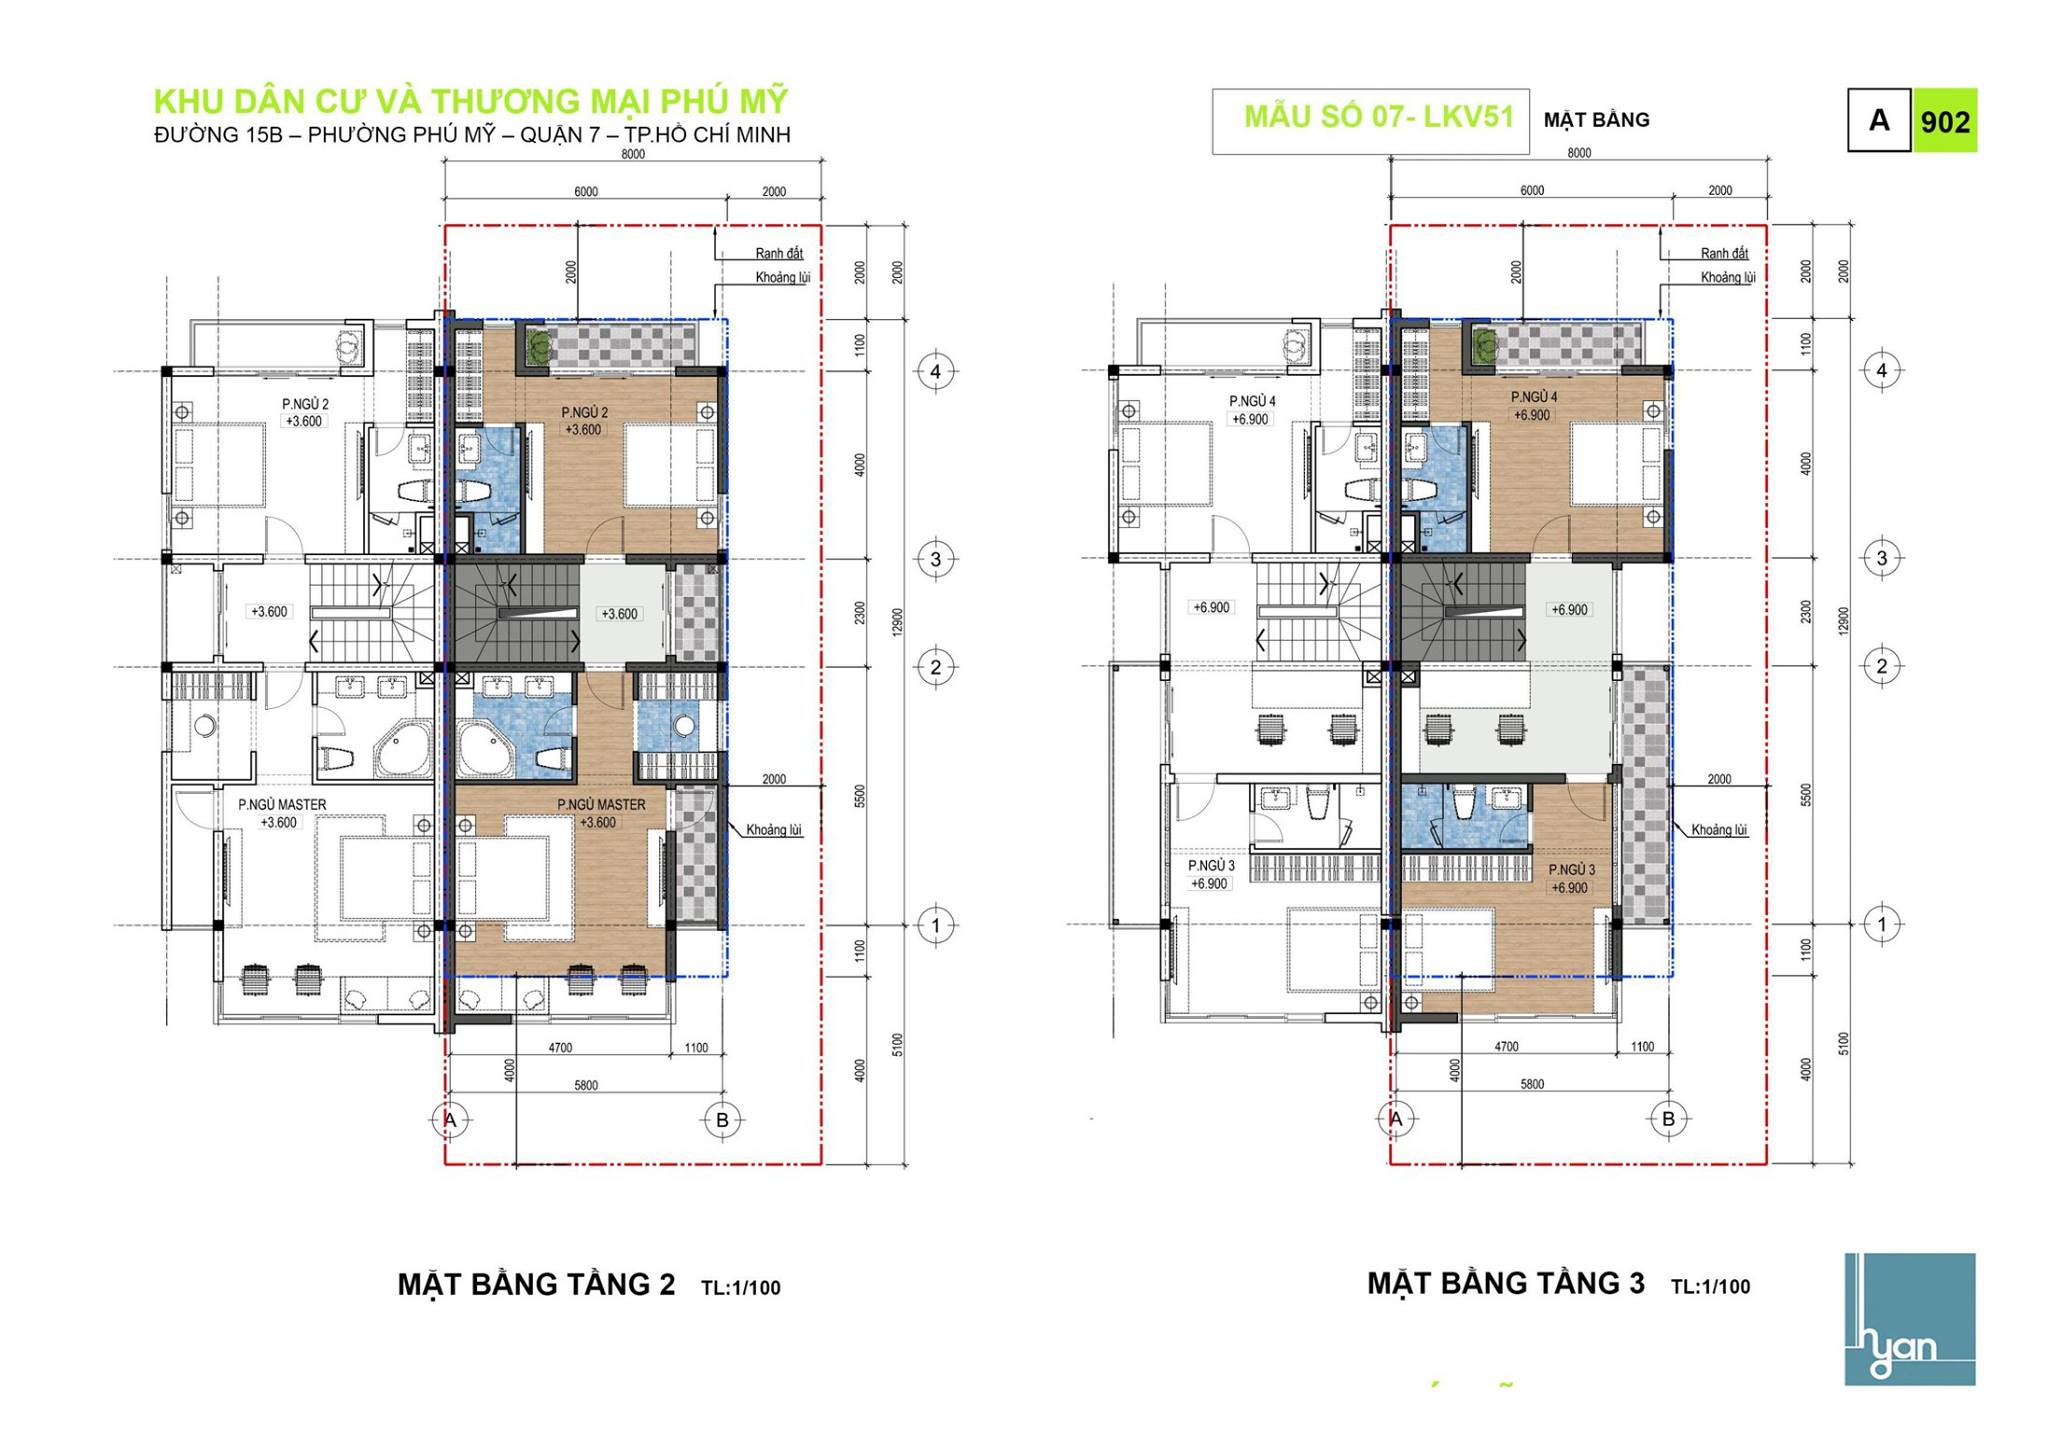 KHU DÂN CƯ VÀ THƯƠNG MẠI PHÚ MỸ
ĐƯỜNG 15B – PHƯỜNG PHÚ MỸ – QUẬN 7 – TP.HỒ CHÍ MINH
MẪU SỐ 07- LKV51
MẶT BẰNG
A 902
8000
6000 2000
Ranh đất
Khoảng lùi
2000
2000
2000
1100
4
P.NGỦ 2
+3.600
P.NGỦ 2
+3.600
4000
3
+3.600
+3.600
2300
12900
2
2000
P.NGỦ MASTER
+3.600
P.NGỦ MASTER
+3.600
5500
Khoảng lùi
1
1100
4700 1100
4000
5800
4000
5100
A B
MẶT BẰNG TẦNG 2 TL:1/100
8000
6000 2000
Ranh đất
Khoảng lùi
2000
2000
2000
1100
4
P.NGỦ 4
+6.900
P.NGỦ 4
+6.900
4000
3
+6.900
+6.900
2300
12900
2
2000
5500
Khoảng lùi
P.NGỦ 3
+6.900
P.NGỦ 3
+6.900
1
1100
4700 1100
4000
5800
4000
5100
A B
MẶT BẰNG TẦNG 3 TL:1/100
hyan